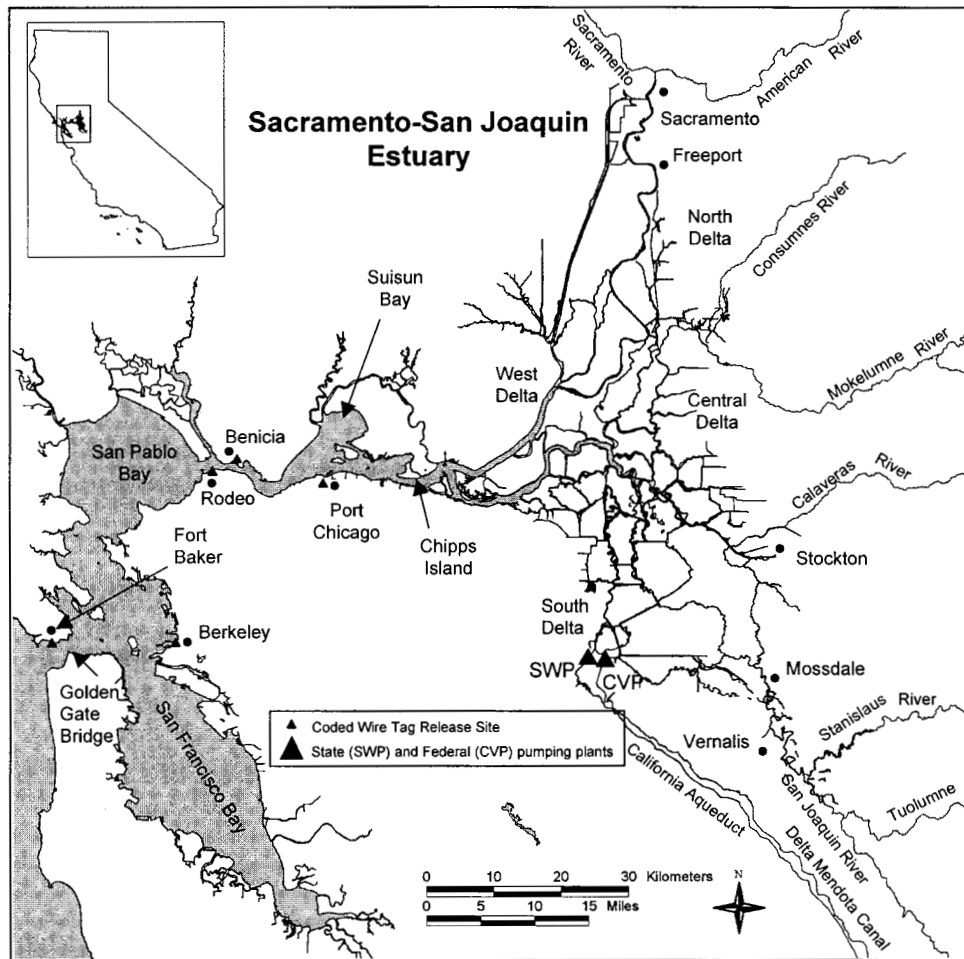 Sacramento
River
American
River
Sacramento-San Joaquin
Estuary
Sacramento
Freeport
North
Delta
Consumnes River
Suisun
Bay
West
Delta
Mokelumne River
Central
Delta
Benicia
San Pablo
Bay
Rodeo
Port
Chicago
Calaveras
River
Fort
Baker
Chipps
Island
Stockton
South
Delta
Berkeley
SWP
CVP
Mossdale
Golden
Gate
Bridge
San Francisco Bay
Stanislaus
River
Vernalis
Coded Wire Tag Release Site
State (SWP) and Federal (CVP) pumping plants
California Aqueduct
San Joaquin River
Delta Mendota Canal
Tuolumne
0 10 20 30 Kilometers
0 5 10 15 Miles
N